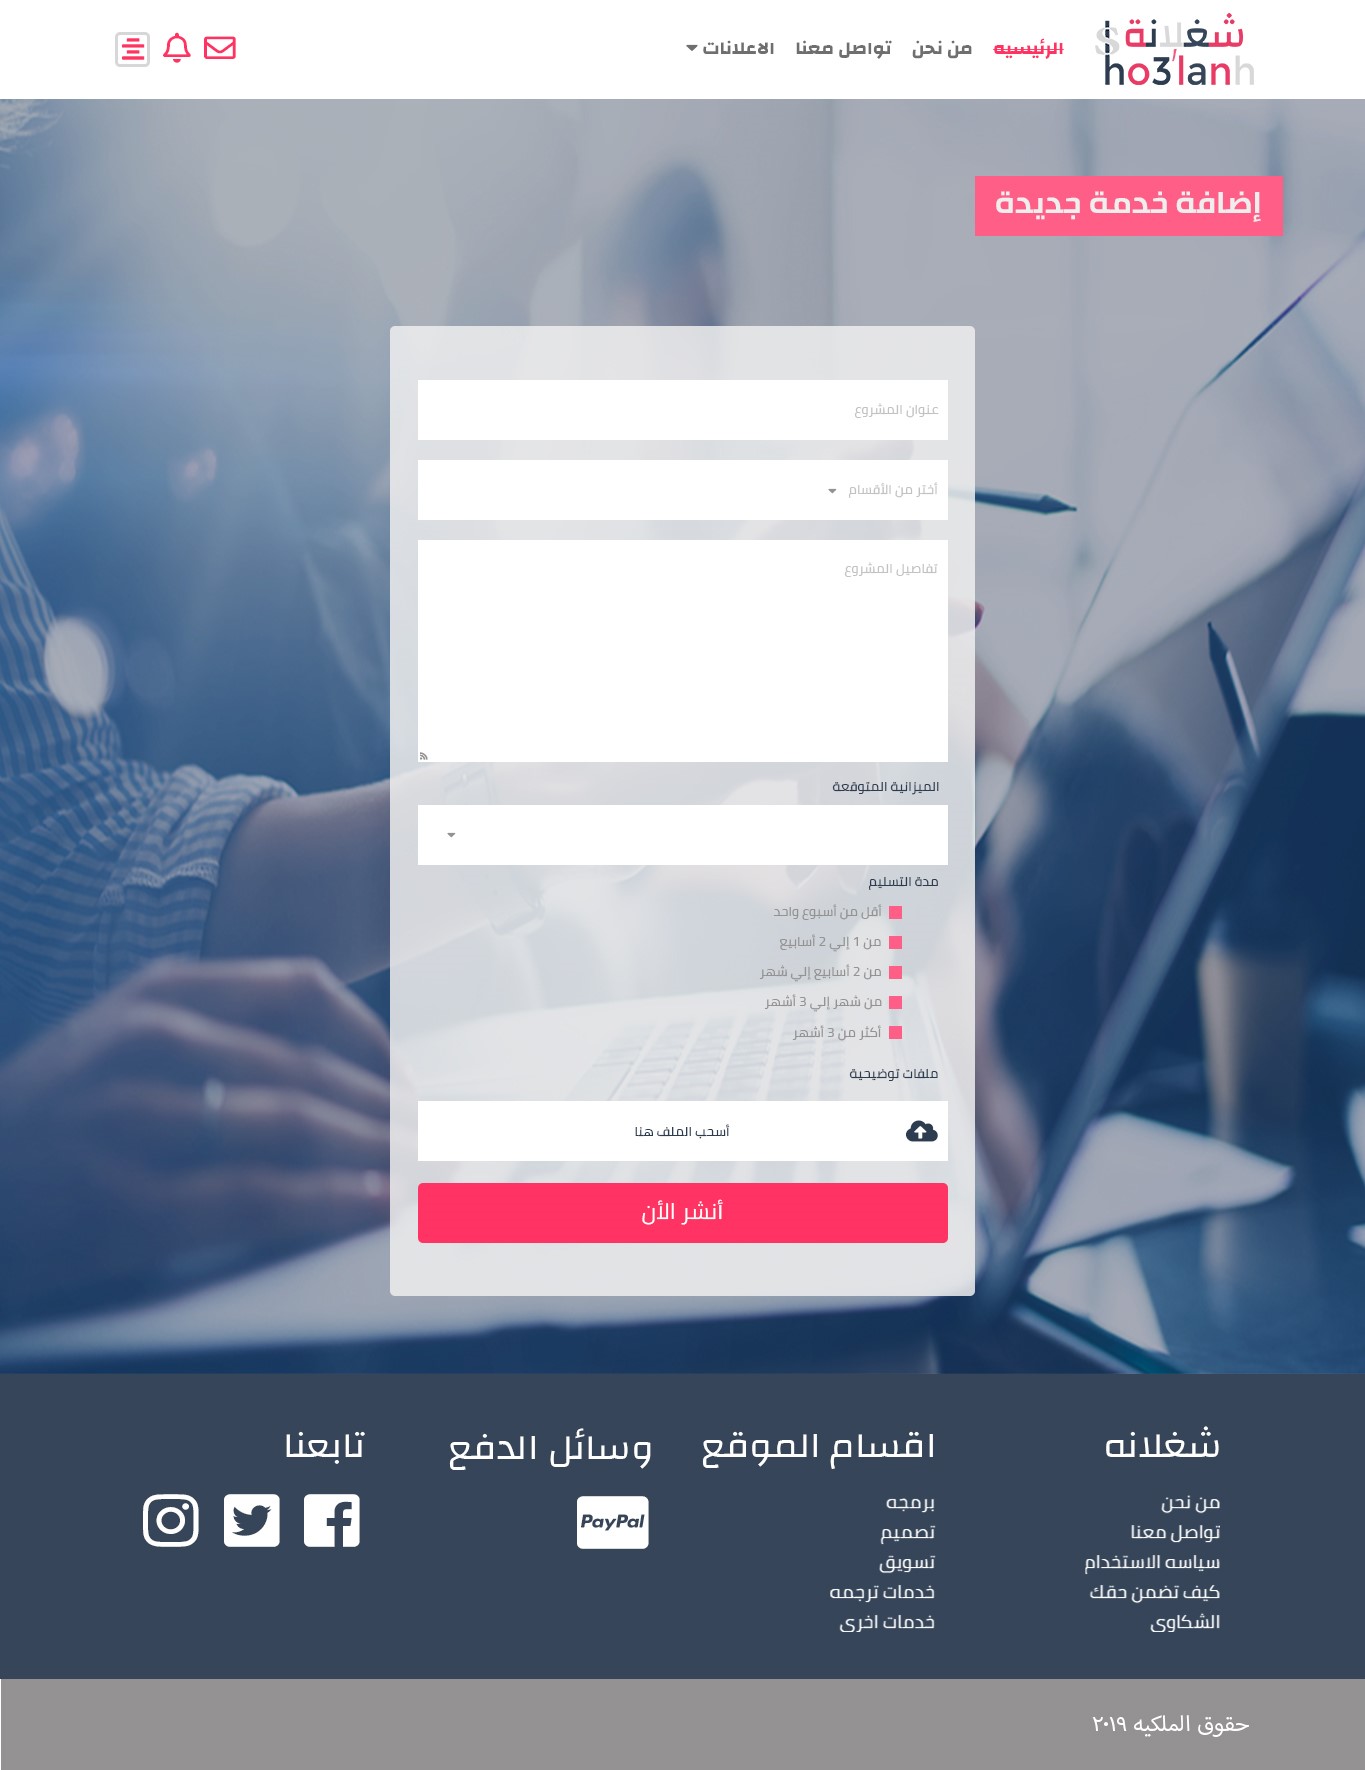 شغلانة
Sho3'lanh
الرئيسيه
من نحن
تواصل معنا
الاعلانات
إضافة خدمة جديدة
عنوان المشروع
أختر من الأقسام
تفاصيل المشروع
الميزانية المتوقعة
مدة التسليم
أقل من أسبوع واحد
من 1 إلي 2 أسابيع
من 2 أسابيع إلي شهر
من شهر إلي 3 أشهر
أكثر من 3 أشهر
ملفات توضيحية
أسحب الملف هنا
أنشر الأن
شغلانه
من نحن
تواصل معنا
سياسه الاستخدام
كيف تضمن حقك
الشكاوى
اقسام الموقع
برمجه
تصميم
تسويق
خدمات ترجمه
خدمات اخرى
وسائل الدفع
PayPal
تابعنا
حقوق الملكيه ٢٠١٩